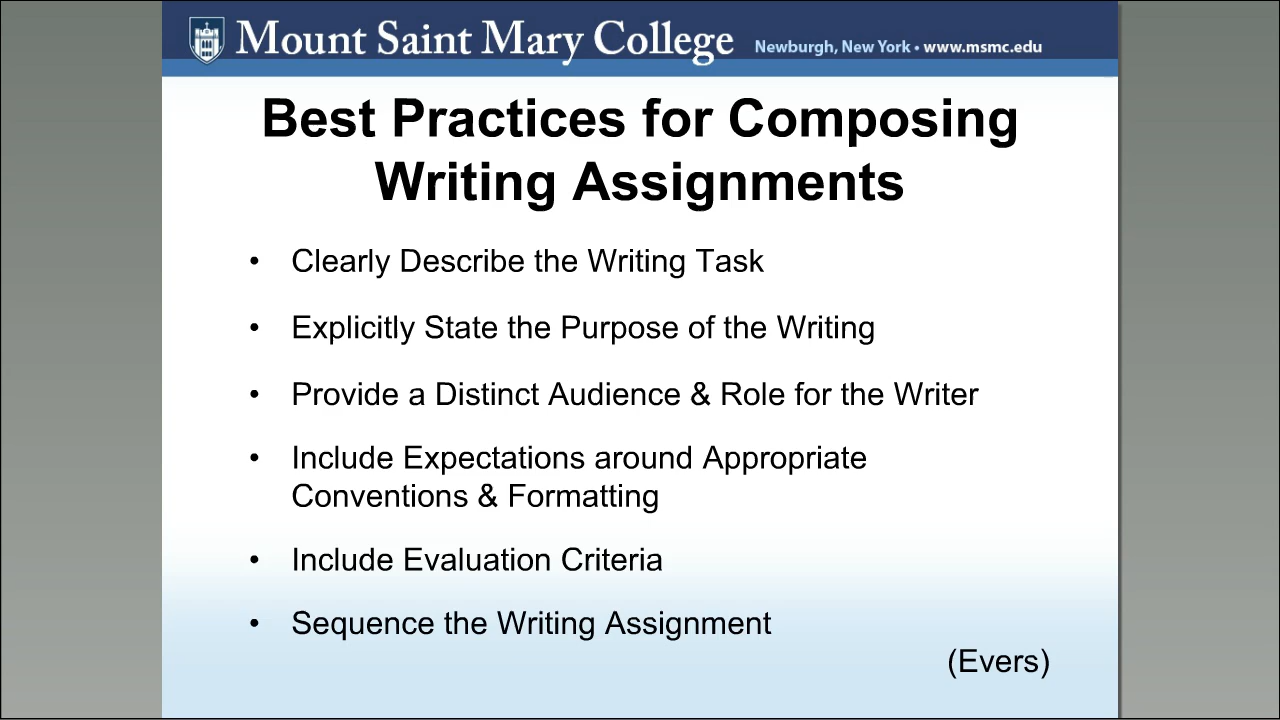 Mount Saint Mary College Newburgh, New York • www.msmc.edu
Best Practices for Composing
Writing Assignments
• Clearly Describe the Writing Task
• Explicitly State the Purpose of the Writing
• Provide a Distinct Audience & Role for the Writer
• Include Expectations around Appropriate
Conventions & Formatting
• Include Evaluation Criteria
• Sequence the Writing Assignment
(Evers)